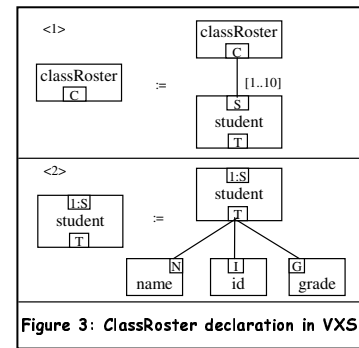 <1>
classRoster
C
:=
classRoster
C
[1..10]
S
student
T
<2>
1:S
student
T
:=
1:S
student
T
N
name
I
id
G
grade
Figure 3: ClassRoster declaration in VXS